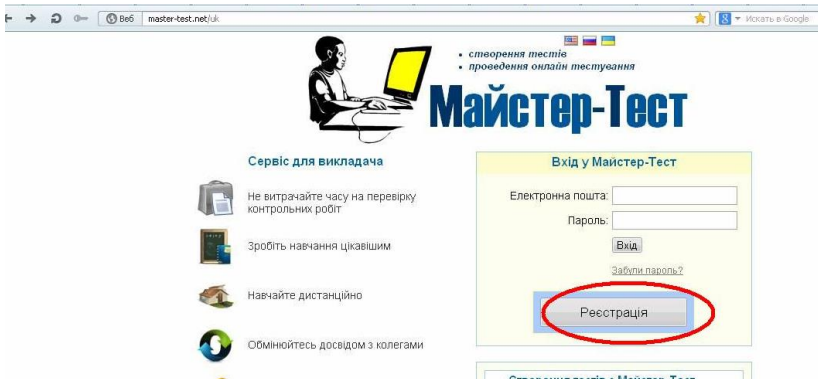 Веб
master-test.net/uk
Искать в Google
створення тестів
проведення онлайн тестування
Майстер-Тест
Сервіс для викладача
Не витрачайте часу на перевірку
контрольних робіт
Зробіть навчання цікавішим
Навчайте дистанційно
Обмінюйтесь досвідом з колегами
Вхід у Майстер-Тест
Електронна пошта:
Пароль:
Вхід
Забули пароль?
Реєстрація